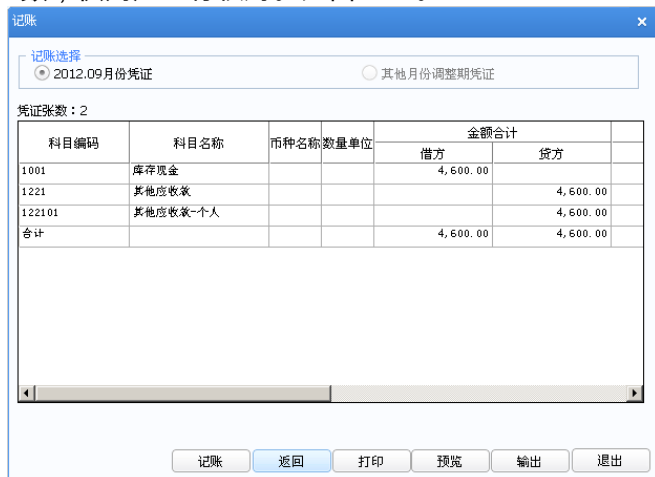 记账
记账选择
2012.09月份凭证 其他月份调整期凭证
凭证张数：2
科目编码 科目名称 币种名称 数量单位 金额合计
借方 贷方
1001 库存现金 4,600.00
1221 其他应收款 4,600.00
122101 其他应收款-个人 4,600.00
合计 4,600.00 4,600.00
记账 返回 打印 预览 输出 退出